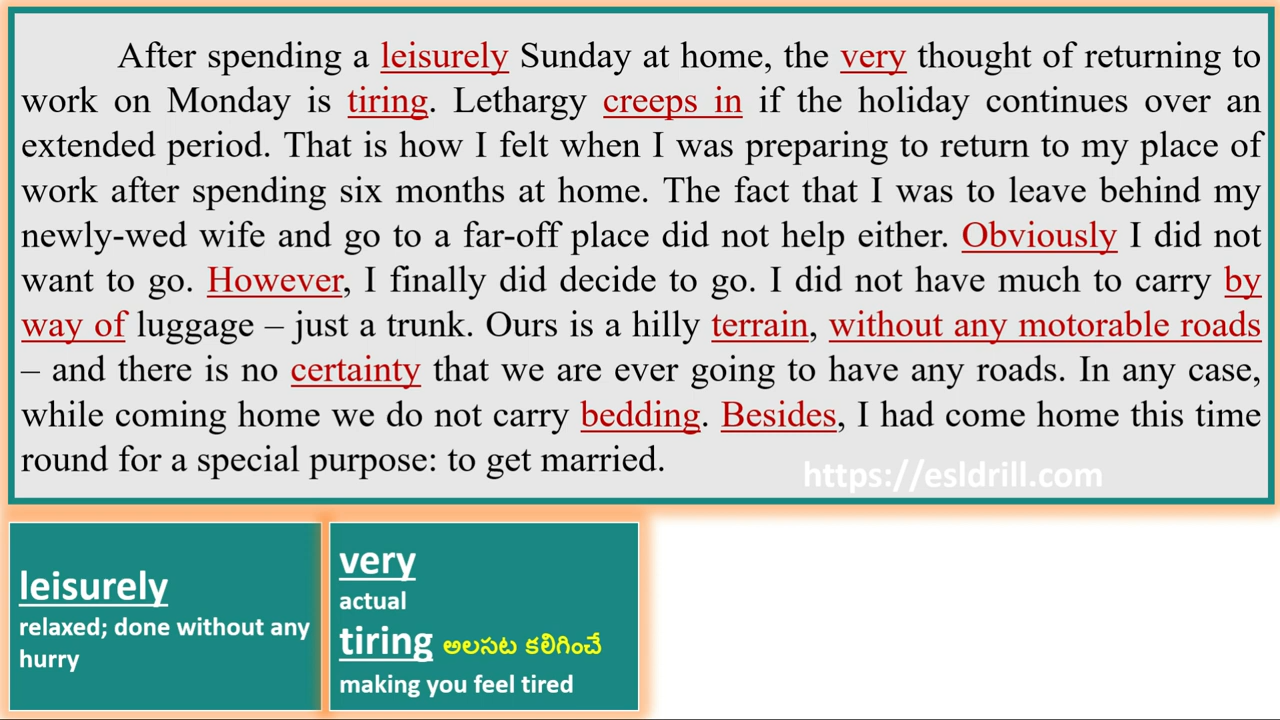 After spending a leisurely Sunday at home, the very thought of returning to
work on Monday is tiring. Lethargy creeps in if the holiday continues over an
extended period. That is how I felt when I was preparing to return to my place of
work after spending six months at home. The fact that I was to leave behind my
newly-wed wife and go to a far-off place did not help either. Obviously I did not
want to go. However, I finally did decide to go. I did not have much to carry by
way of luggage – just a trunk. Ours is a hilly terrain, without any motorable roads
– and there is no certainty that we are ever going to have any roads. In any case,
while coming home we do not carry bedding. Besides, I had come home this time
round for a special purpose: to get married.
https://esldrill.com
leisurely
relaxed; done without any
hurry
very
actual
tiring అలసట కలిగించే
making you feel tired